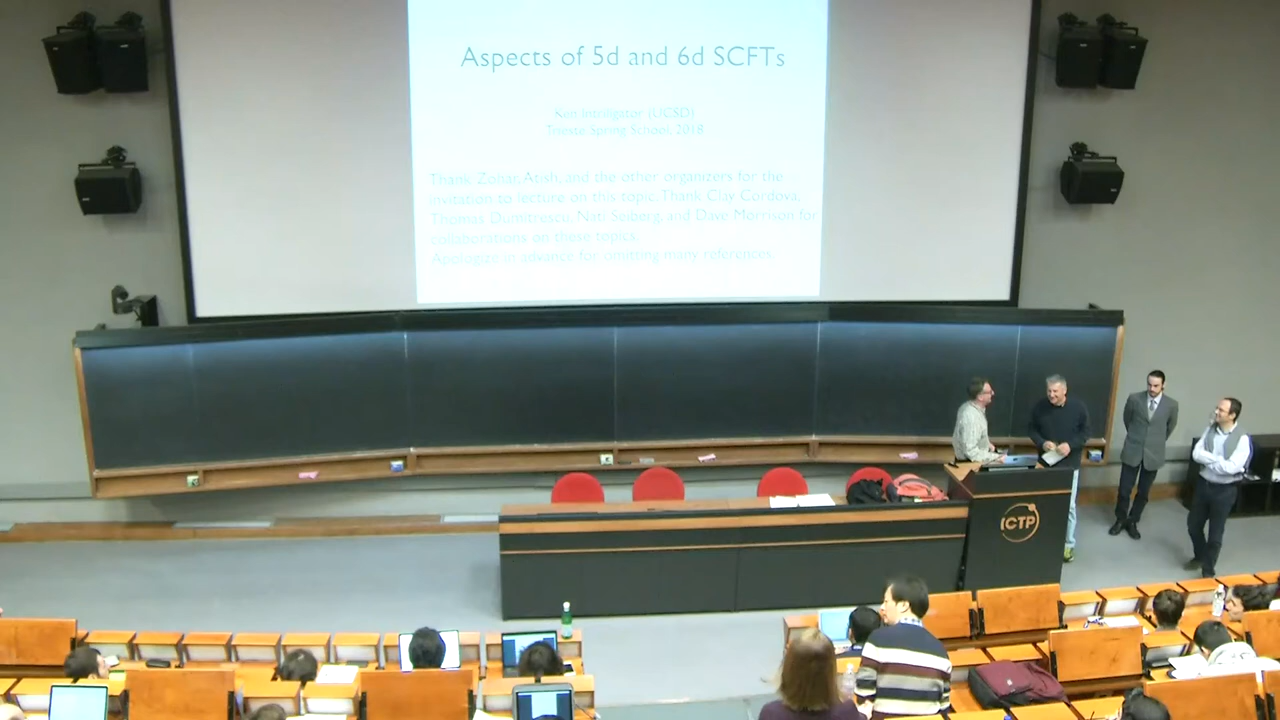 Aspects of 5d and 6d SCFTs
Ken Intriligator (UCSD)
Trieste Spring School, 2018
Thank Zohar, Atish, and the other organizers for the
invitation to lecture on this topic. Thank Clay Cordova,
Thomas Dumitrescu, Nati Seiberg, and Dave Morrison for
collaborations on these topics.
Apologize in advance for omitting many references.
ICTP